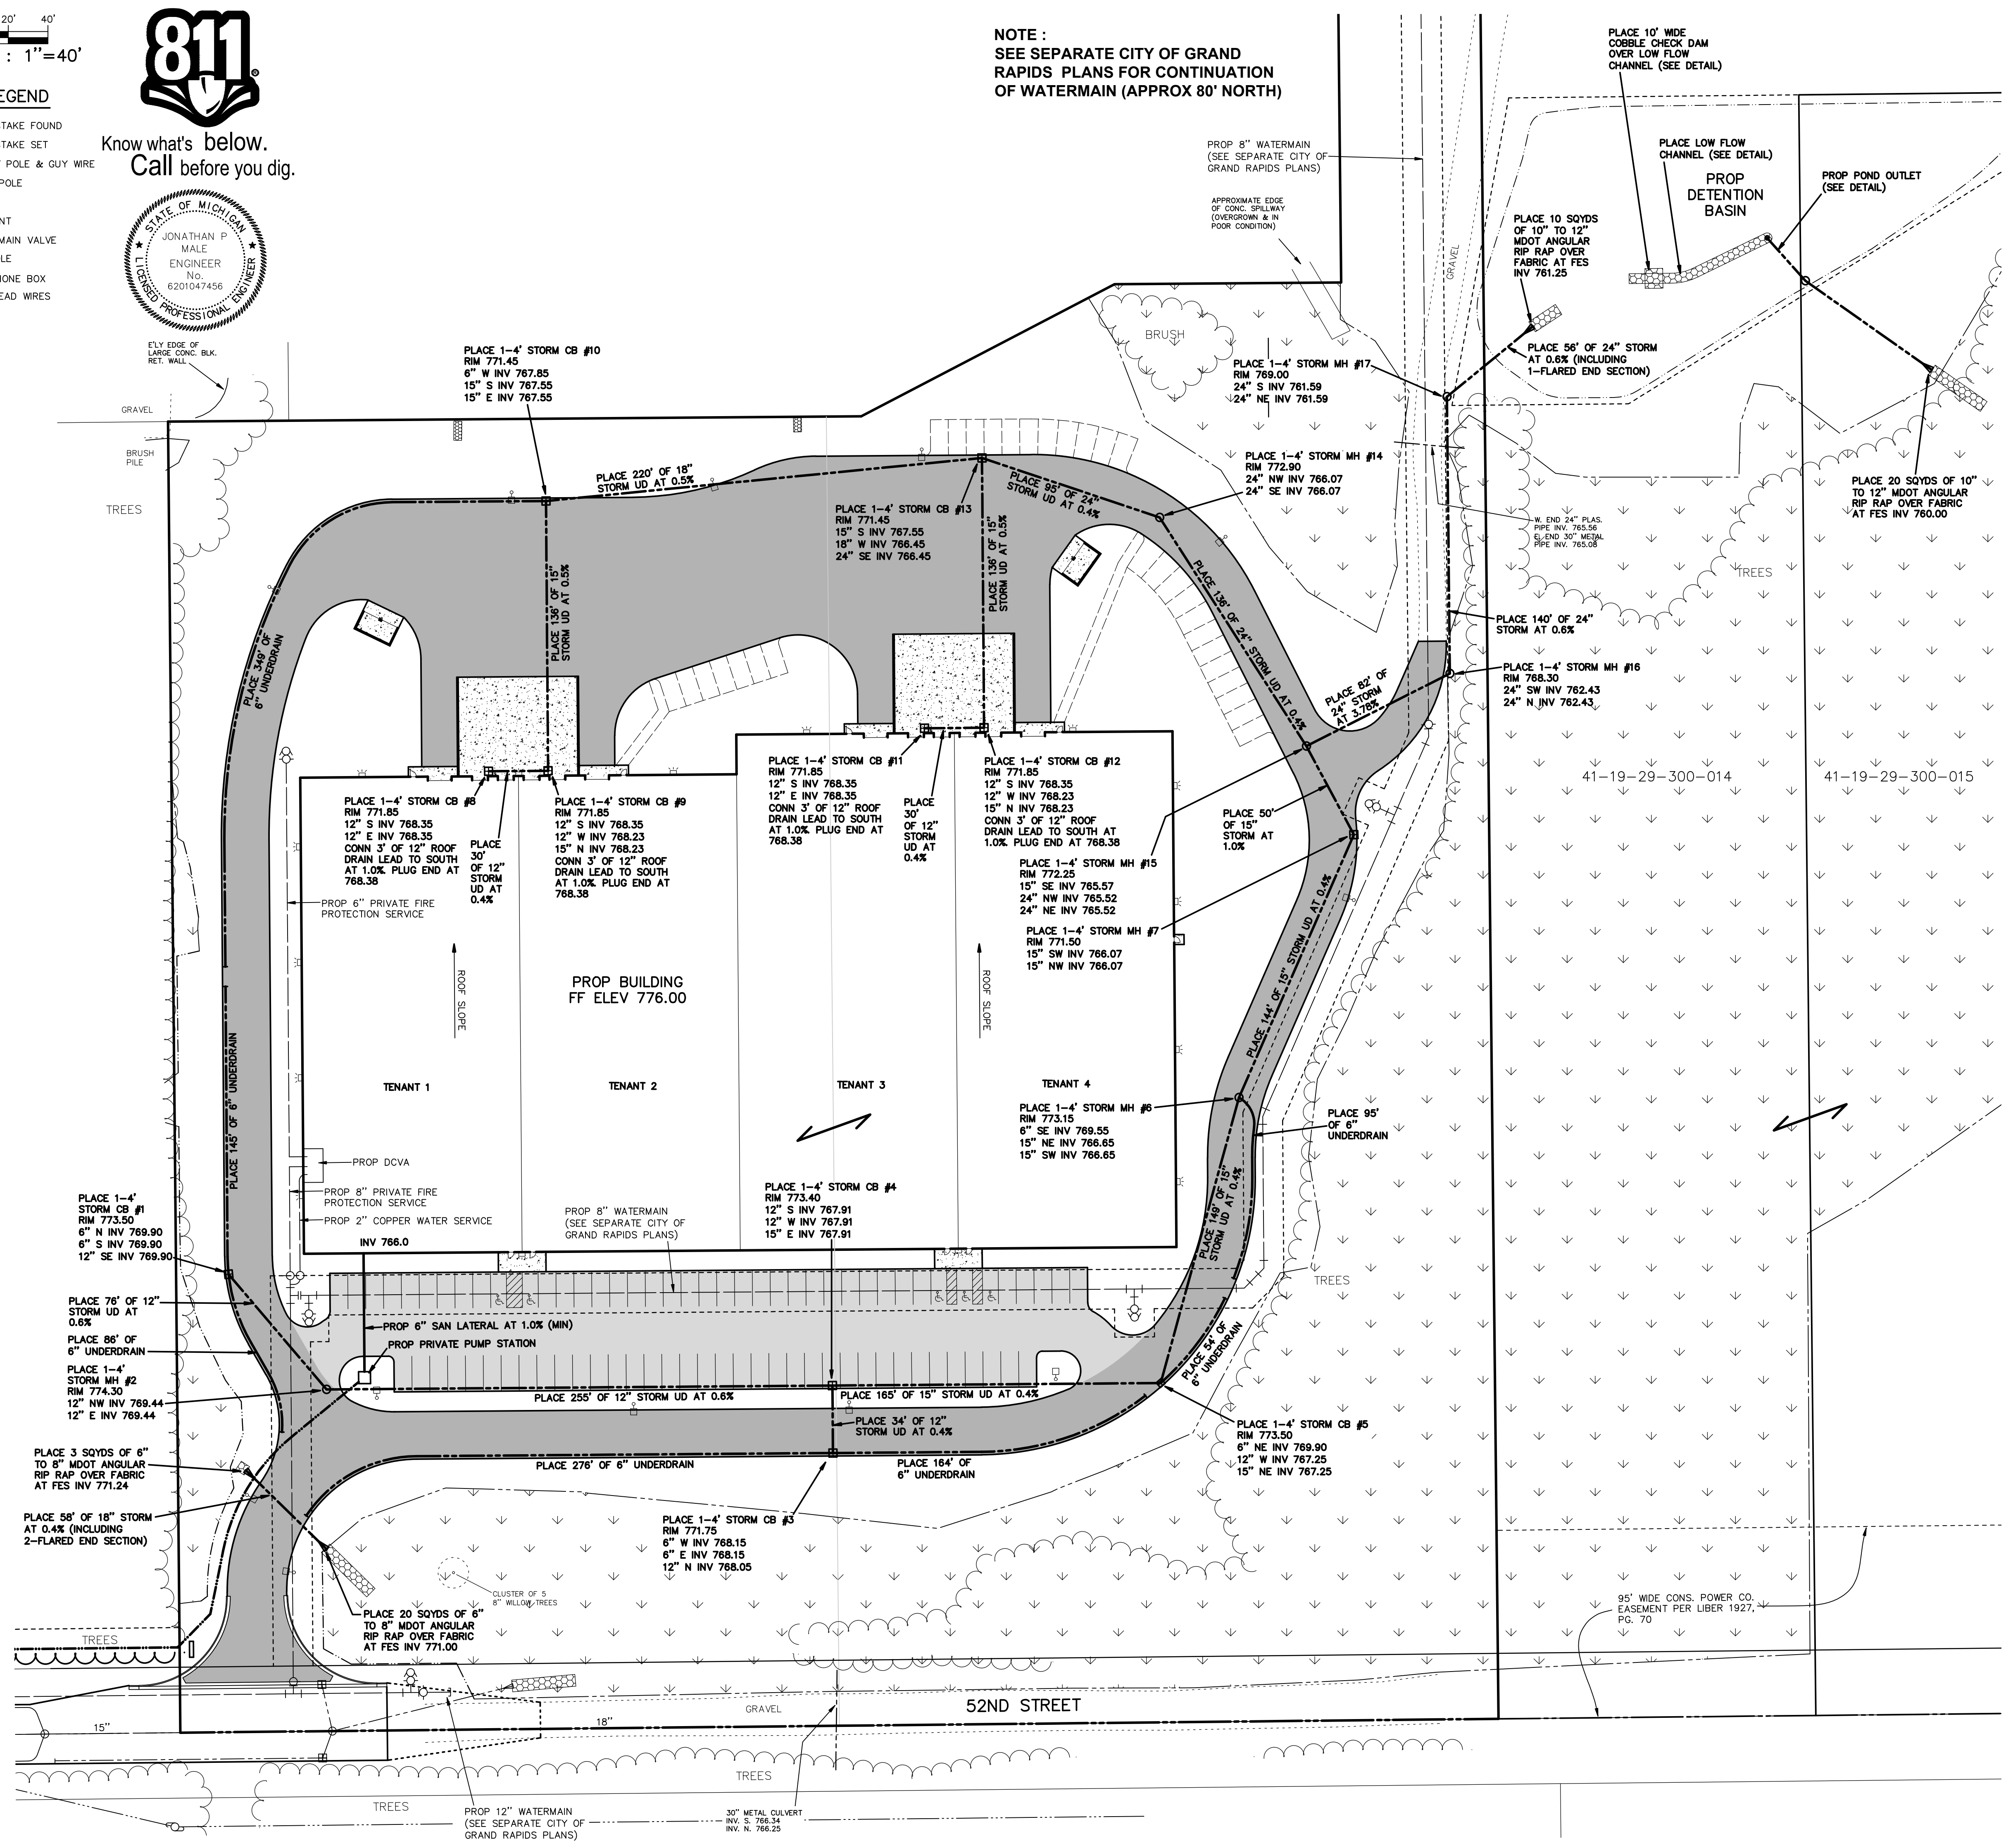 20' 40'
: 1"=40'
EGEND
TAKE FOUND
TAKE SET
POLE & GUY WIRE
POLE
NT
MAIN VALVE
LE
ONE BOX
EAD WIRES
811
®
Know what's below.
Call before you dig.
STATE OF MICHIGAN
JONATHAN P
MALE
ENGINEER
No.
6201047456
LICENSED PROFESSIONAL ENGINEER
NOTE :
SEE SEPARATE CITY OF GRAND
RAPIDS PLANS FOR CONTINUATION
OF WATERMAIN (APPROX 80' NORTH)
PROP 8" WATERMAIN
(SEE SEPARATE CITY OF
GRAND RAPIDS PLANS)
APPROXIMATE EDGE
OF CONC. SPILLWAY
(OVERGROWN & IN
POOR CONDITION)
GRAVEL
PLACE 10' WIDE
COBBLE CHECK DAM
OVER LOW FLOW
CHANNEL (SEE DETAIL)
PLACE LOW FLOW
CHANNEL (SEE DETAIL)
PROP
DETENTION
BASIN
PROP POND OUTLET
(SEE DETAIL)
PLACE 10 SQYDS
OF 10" TO 12"
MDOT ANGULAR
RIP RAP OVER
FABRIC AT FES
INV 761.25
PLACE 56' OF 24" STORM
AT 0.6% (INCLUDING
1-FLARED END SECTION)
PLACE 20 SQYDS OF 10"
TO 12" MDOT ANGULAR
RIP RAP OVER FABRIC
AT FES INV 760.00
E'LY EDGE OF
LARGE CONC. BLK.
RET. WALL
GRAVEL
BRUSH
PILE
TREES
PLACE 1-4' STORM CB #10
RIM 771.45
6" W INV 767.85
15" S INV 767.55
15" E INV 767.55
BRUSH
PLACE 1-4' STORM MH #17
RIM 769.00
24" S INV 761.59
24" NE INV 761.59
PLACE 220' OF 18"
STORM UD AT 0.5%
PLACE 95' OF 24"
STORM UD AT 0.4%
PLACE 1-4' STORM MH #14
RIM 772.90
24" NW INV 766.07
24" SE INV 766.07
PLACE 1-4' STORM CB #13
RIM 771.45
15" S INV 767.55
18" W INV 766.45
24" SE INV 766.45
W. END 24" PLAS.
PIPE INV. 765.56
E. END 30" METAL
PIPE INV. 765.08
TREES
PLACE 136' OF 15"
STORM UD AT 0.5%
PLACE 136' OF 15"
STORM UD AT 0.5%
PLACE 136' OF 24" STORM UD AT 0.4%
PLACE 349' OF
6" UNDERDRAIN
PLACE 140' OF 24"
STORM AT 0.6%
PLACE 1-4' STORM MH #16
RIM 768.30
24" SW INV 762.43
24" N INV 762.43
PLACE 82' OF
24" STORM
AT 3.78%
41-19-29-300-014
41-19-29-300-015
PLACE 1-4' STORM CB #8
RIM 771.85
12" S INV 768.35
12" E INV 768.35
CONN 3' OF 12" ROOF
DRAIN LEAD TO SOUTH
AT 1.0%. PLUG END AT
768.38
PLACE
30'
OF 12"
STORM
UD AT
0.4%
PLACE 1-4' STORM CB #9
RIM 771.85
12" S INV 768.35
12" W INV 768.23
15" N INV 768.23
CONN 3' OF 12" ROOF
DRAIN LEAD TO SOUTH
AT 1.0%. PLUG END AT
768.38
PLACE 1-4' STORM CB #11
RIM 771.85
12" S INV 768.35
12" E INV 768.35
CONN 3' OF 12" ROOF
DRAIN LEAD TO SOUTH
AT 1.0%. PLUG END AT
768.38
PLACE
30'
OF 12"
STORM
UD AT
0.4%
PLACE 1-4' STORM CB #12
RIM 771.85
12" S INV 768.35
12" W INV 768.23
15" N INV 768.23
CONN 3' OF 12" ROOF
DRAIN LEAD TO SOUTH AT
1.0%. PLUG END AT 768.38
PLACE 50'
OF 15"
STORM AT
1.0%
PLACE 1-4' STORM MH #15
RIM 772.25
15" SE INV 765.57
24" NW INV 765.52
24" NE INV 765.52
PLACE 1-4' STORM MH #7
RIM 771.50
15" SW INV 766.07
15" NW INV 766.07
PROP 6" PRIVATE FIRE
PROTECTION SERVICE
ROOF SLOPE
PROP BUILDING
FF ELEV 776.00
ROOF SLOPE
PLACE 144' OF 15" STORM UD AT 0.4%
TENANT 1
TENANT 2
TENANT 3
TENANT 4
PLACE 145' OF 6" UNDERDRAIN
PLACE 1-4' STORM MH #6
RIM 773.15
6" SE INV 769.55
15" NE INV 766.65
15" SW INV 766.65
PLACE 95'
OF 6"
UNDERDRAIN
PROP DCVA
PROP 8" PRIVATE FIRE
PROTECTION SERVICE
PROP 2" COPPER WATER SERVICE
INV 766.0
PROP 8" WATERMAIN
(SEE SEPARATE CITY OF
GRAND RAPIDS PLANS)
PLACE 1-4' STORM CB #4
RIM 773.40
12" S INV 767.91
12" W INV 767.91
15" E INV 767.91
PLACE 149' OF 15"
STORM UD AT 0.4%
PLACE 1-4'
STORM CB #1
RIM 773.50
6" N INV 769.90
6" S INV 769.90
12" SE INV 769.90
TREES
PLACE 76' OF 12"
STORM UD AT
0.6%
PLACE 86' OF
6" UNDERDRAIN
PLACE 1-4'
STORM MH #2
RIM 774.30
12" NW INV 769.44
12" E INV 769.44
PROP 6" SAN LATERAL AT 1.0% (MIN)
PROP PRIVATE PUMP STATION
PLACE 54' OF
6" UNDERDRAIN
PLACE 255' OF 12" STORM UD AT 0.6%
PLACE 165' OF 15" STORM UD AT 0.4%
PLACE 34' OF 12"
STORM UD AT 0.4%
PLACE 1-4' STORM CB #5
RIM 773.50
6" NE INV 769.90
12" W INV 767.25
15" NE INV 767.25
PLACE 3 SQYDS OF 6"
TO 8" MDOT ANGULAR
RIP RAP OVER FABRIC
AT FES INV 771.24
PLACE 276' OF 6" UNDERDRAIN
PLACE 164' OF
6" UNDERDRAIN
PLACE 58' OF 18" STORM
AT 0.4% (INCLUDING
2-FLARED END SECTION)
PLACE 1-4' STORM CB #3
RIM 771.75
6" W INV 768.15
6" E INV 768.15
12" N INV 768.05
CLUSTER OF 5
8" WILLOW TREES
PLACE 20 SQYDS OF 6"
TO 8" MDOT ANGULAR
RIP RAP OVER FABRIC
AT FES INV 771.00
95' WIDE CONS. POWER CO.
EASEMENT PER LIBER 1927,
PG. 70
TREES
GRAVEL
52ND STREET
15"
18"
TREES
TREES
PROP 12" WATERMAIN
(SEE SEPARATE CITY OF
GRAND RAPIDS PLANS)
30" METAL CULVERT
INV. S. 766.34
INV. N. 766.25